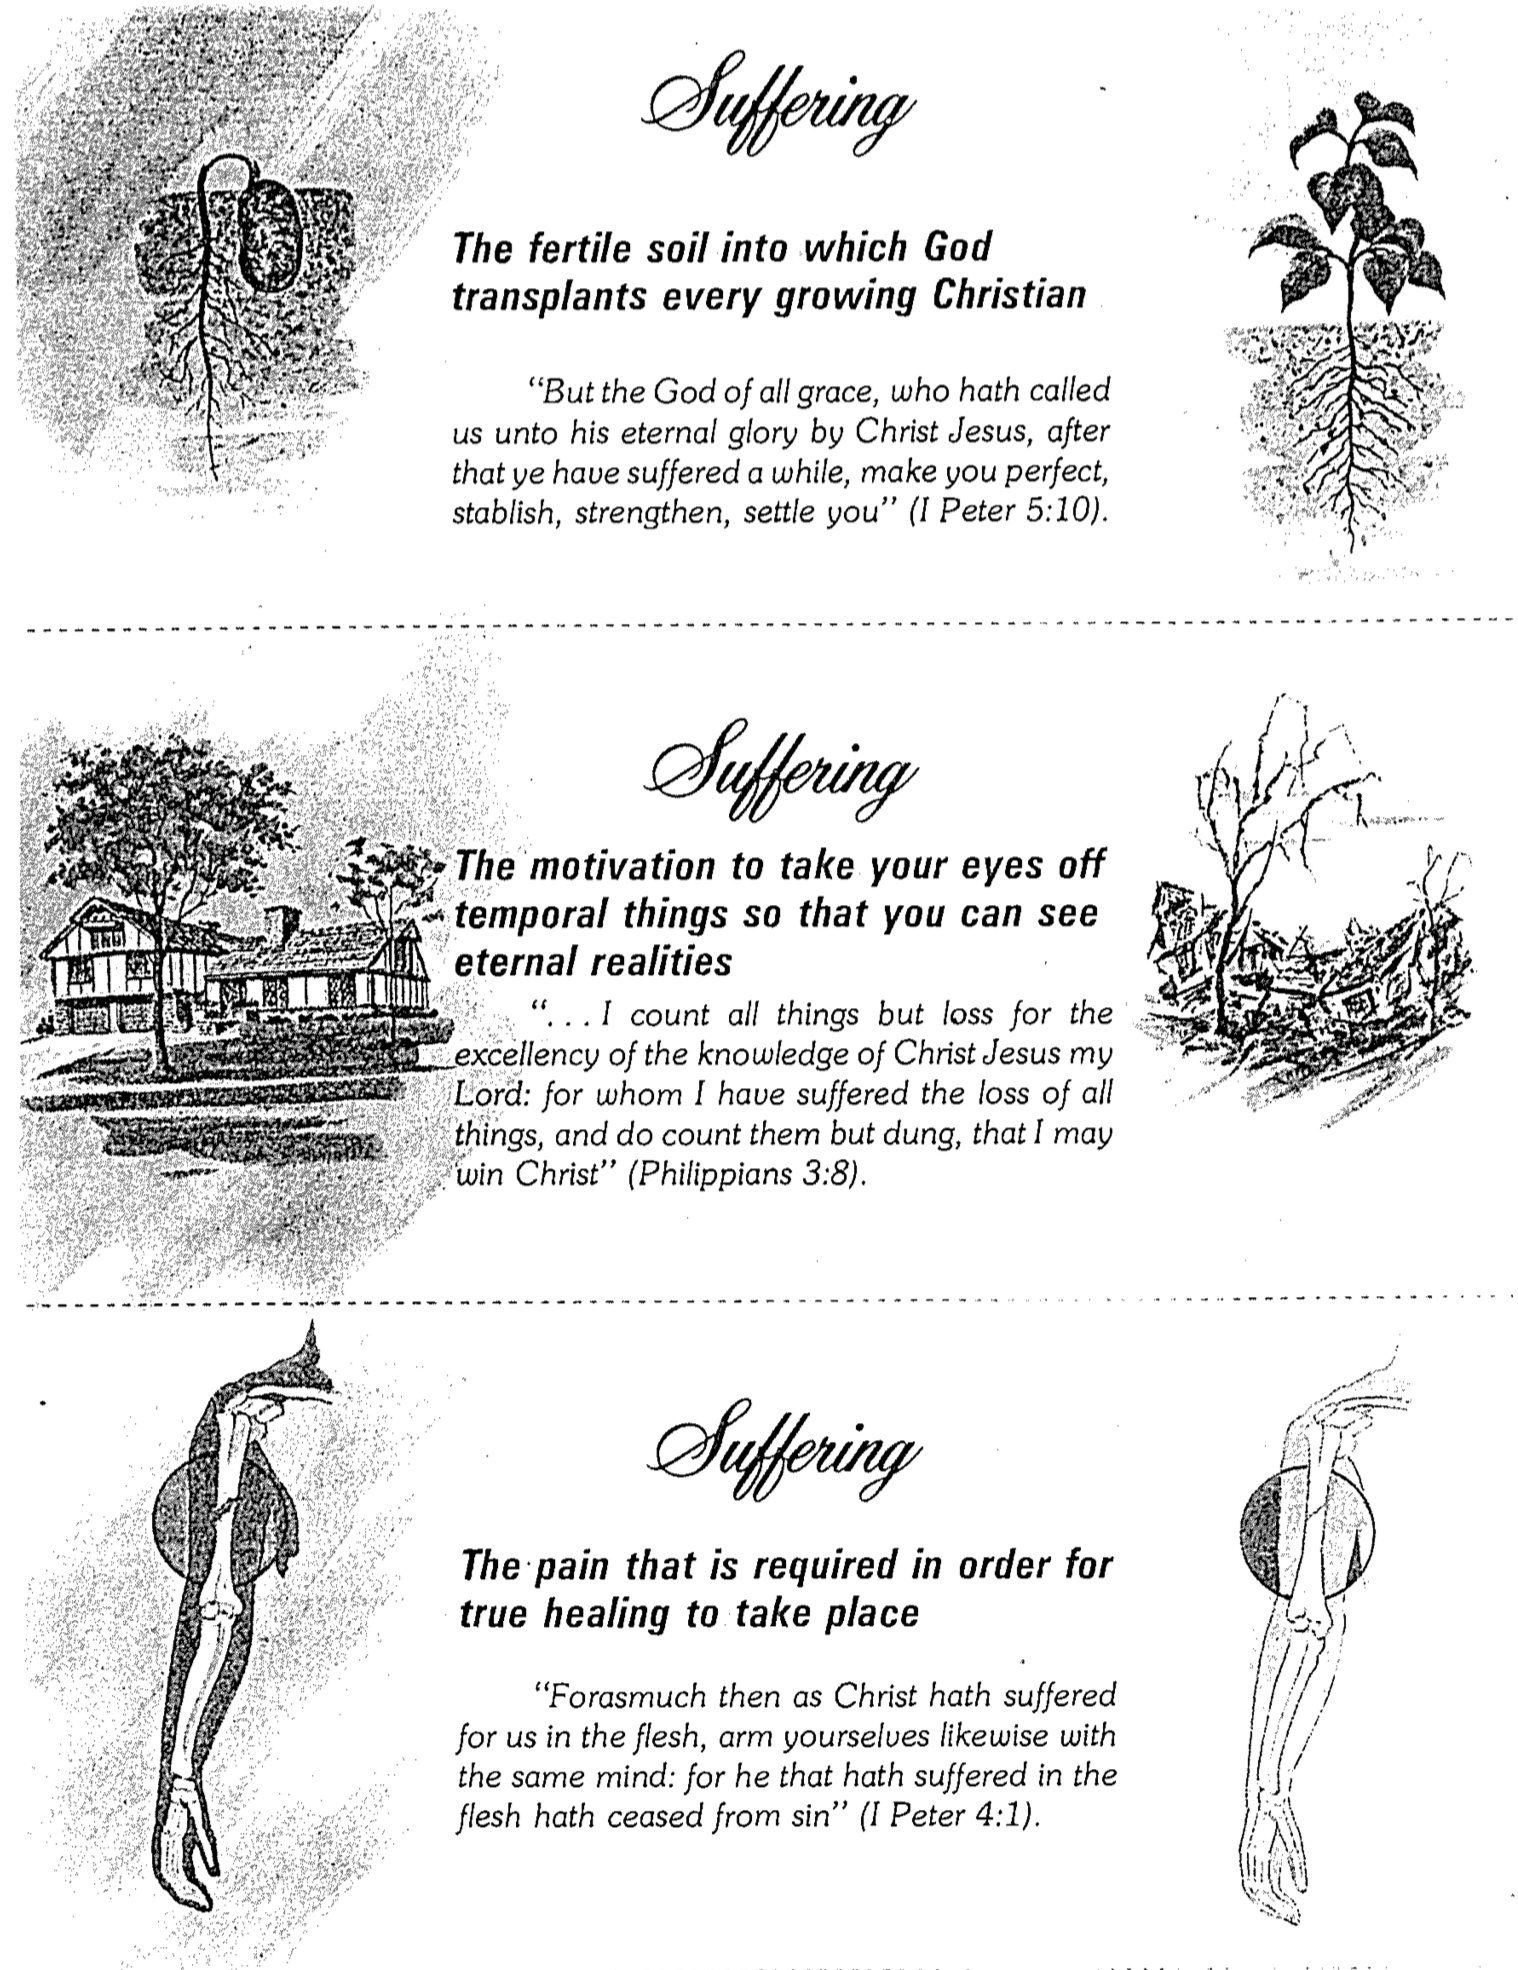 Suffering
The fertile soil into which God
transplants every growing Christian
“But the God of all grace, who hath called
us unto his eternal glory by Christ Jesus, after
that ye have suffered a while, make you perfect,
stablish, strengthen, settle you” (I Peter 5:10).
Suffering
The motivation to take your eyes off
temporal things so that you can see
eternal realities
“. . . I count all things but loss for the
excellency of the knowledge of Christ Jesus my
Lord: for whom I have suffered the loss of all
things, and do count them but dung, that I may
win Christ” (Philippians 3:8).
Suffering
The pain that is required in order for
true healing to take place
“Forasmuch then as Christ hath suffered
for us in the flesh, arm yourselves likewise with
the same mind: for he that hath suffered in the
flesh hath ceased from sin” (I Peter 4:1).